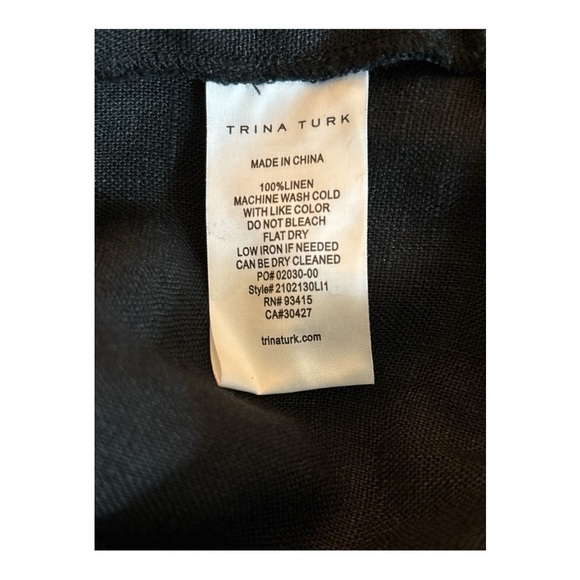 TRINA TURK
MADE IN CHINA
100%LINEN
MACHINE WASH COLD
WITH LIKE COLOR
DO NOT BLEACH
FLAT DRY
LOW IRON IF NEEDED
CAN BE DRY CLEANED
PO# 02030-00
Style#2102130LI1
RN# 93415
CA#30427
trinaturk.com